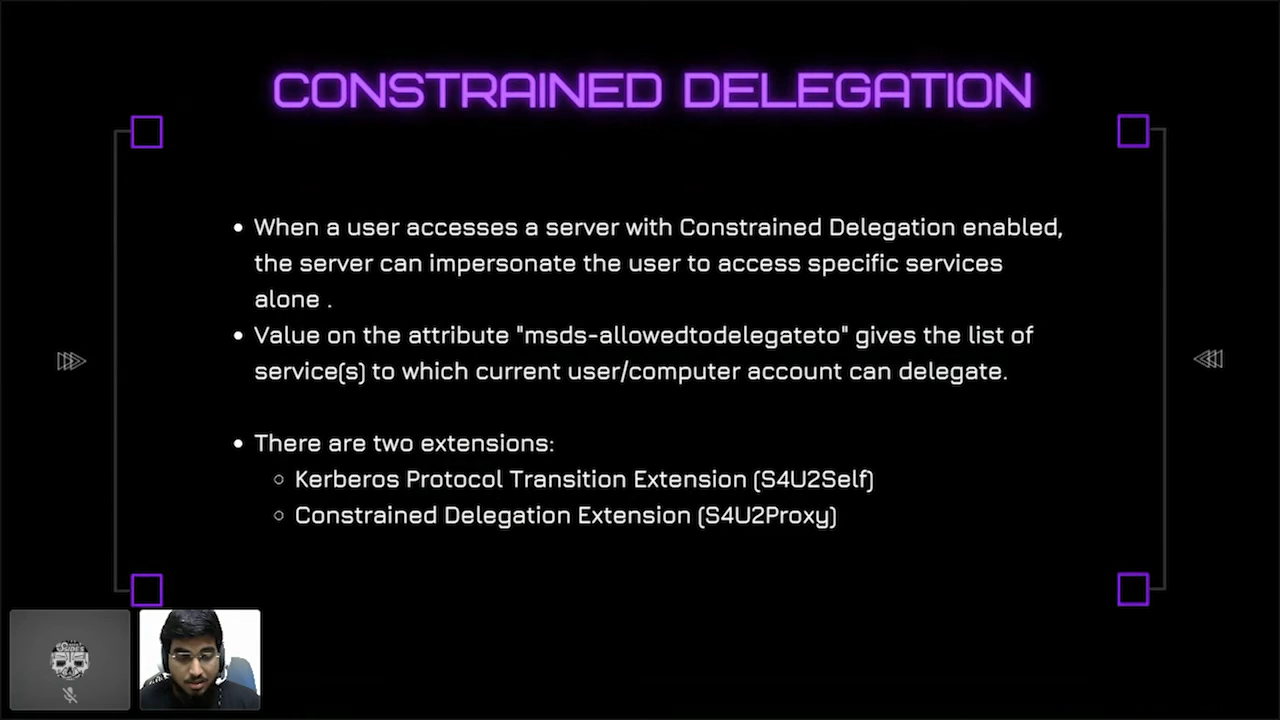 CONSTRAINED DELEGATION
• When a user accesses a server with Constrained Delegation enabled,
the server can impersonate the user to access specific services
alone .
• Value on the attribute "msds-allowedtodelegateto" gives the list of
service(s) to which current user/computer account can delegate.
• There are two extensions:
○ Kerberos Protocol Transition Extension (S4U2Self)
○ Constrained Delegation Extension (S4U2Proxy)